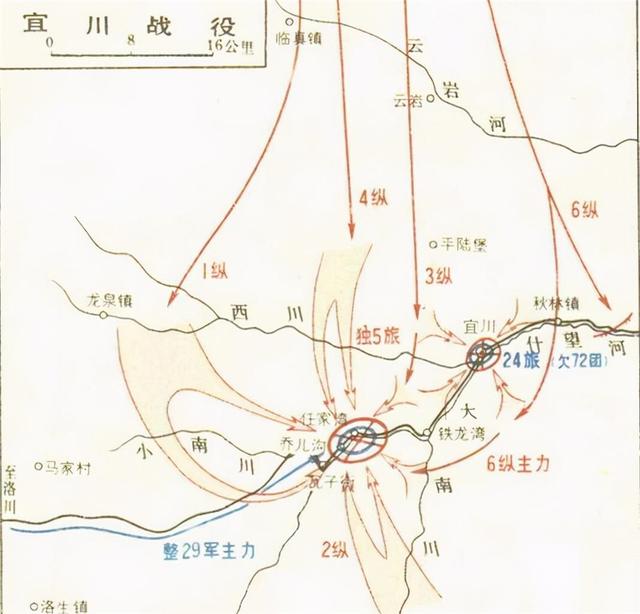 宜川战役
0 8 16公里
临真镇
云
岩
河
云岩
4纵
6纵
平陆堡
1纵
3纵
龙泉镇
西川
秋林镇
独5旅
宜川
什望河
24旅（欠72团）
任家湾
大
南
川
小南川
乔儿沟
铁龙湾
马家村
至洛川
瓦子街
6纵主力
整29军主力
2纵
洛生镇